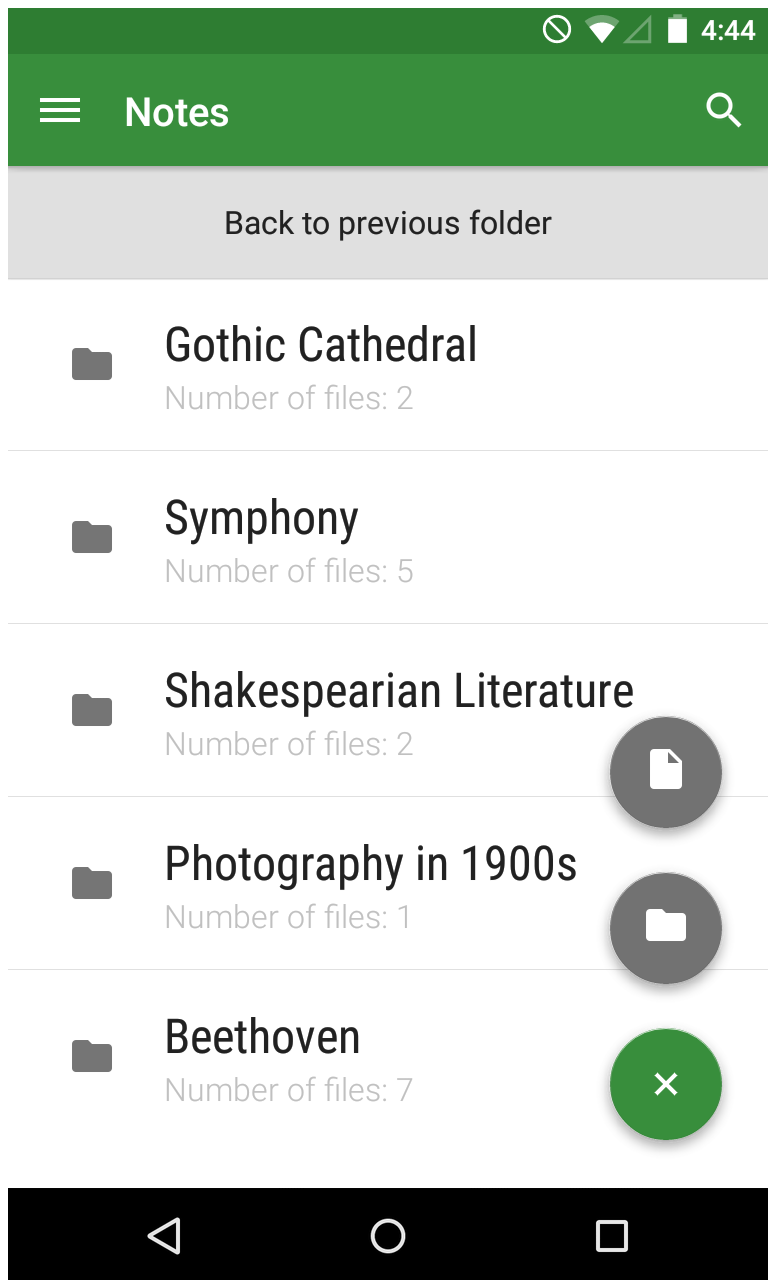 4:44
Notes
Back to previous folder
Gothic Cathedral
Number of files: 2
Symphony
Number of files: 5
Shakespearian Literature
Number of files: 2
Photography in 1900s
Number of files: 1
Beethoven
Number of files: 7